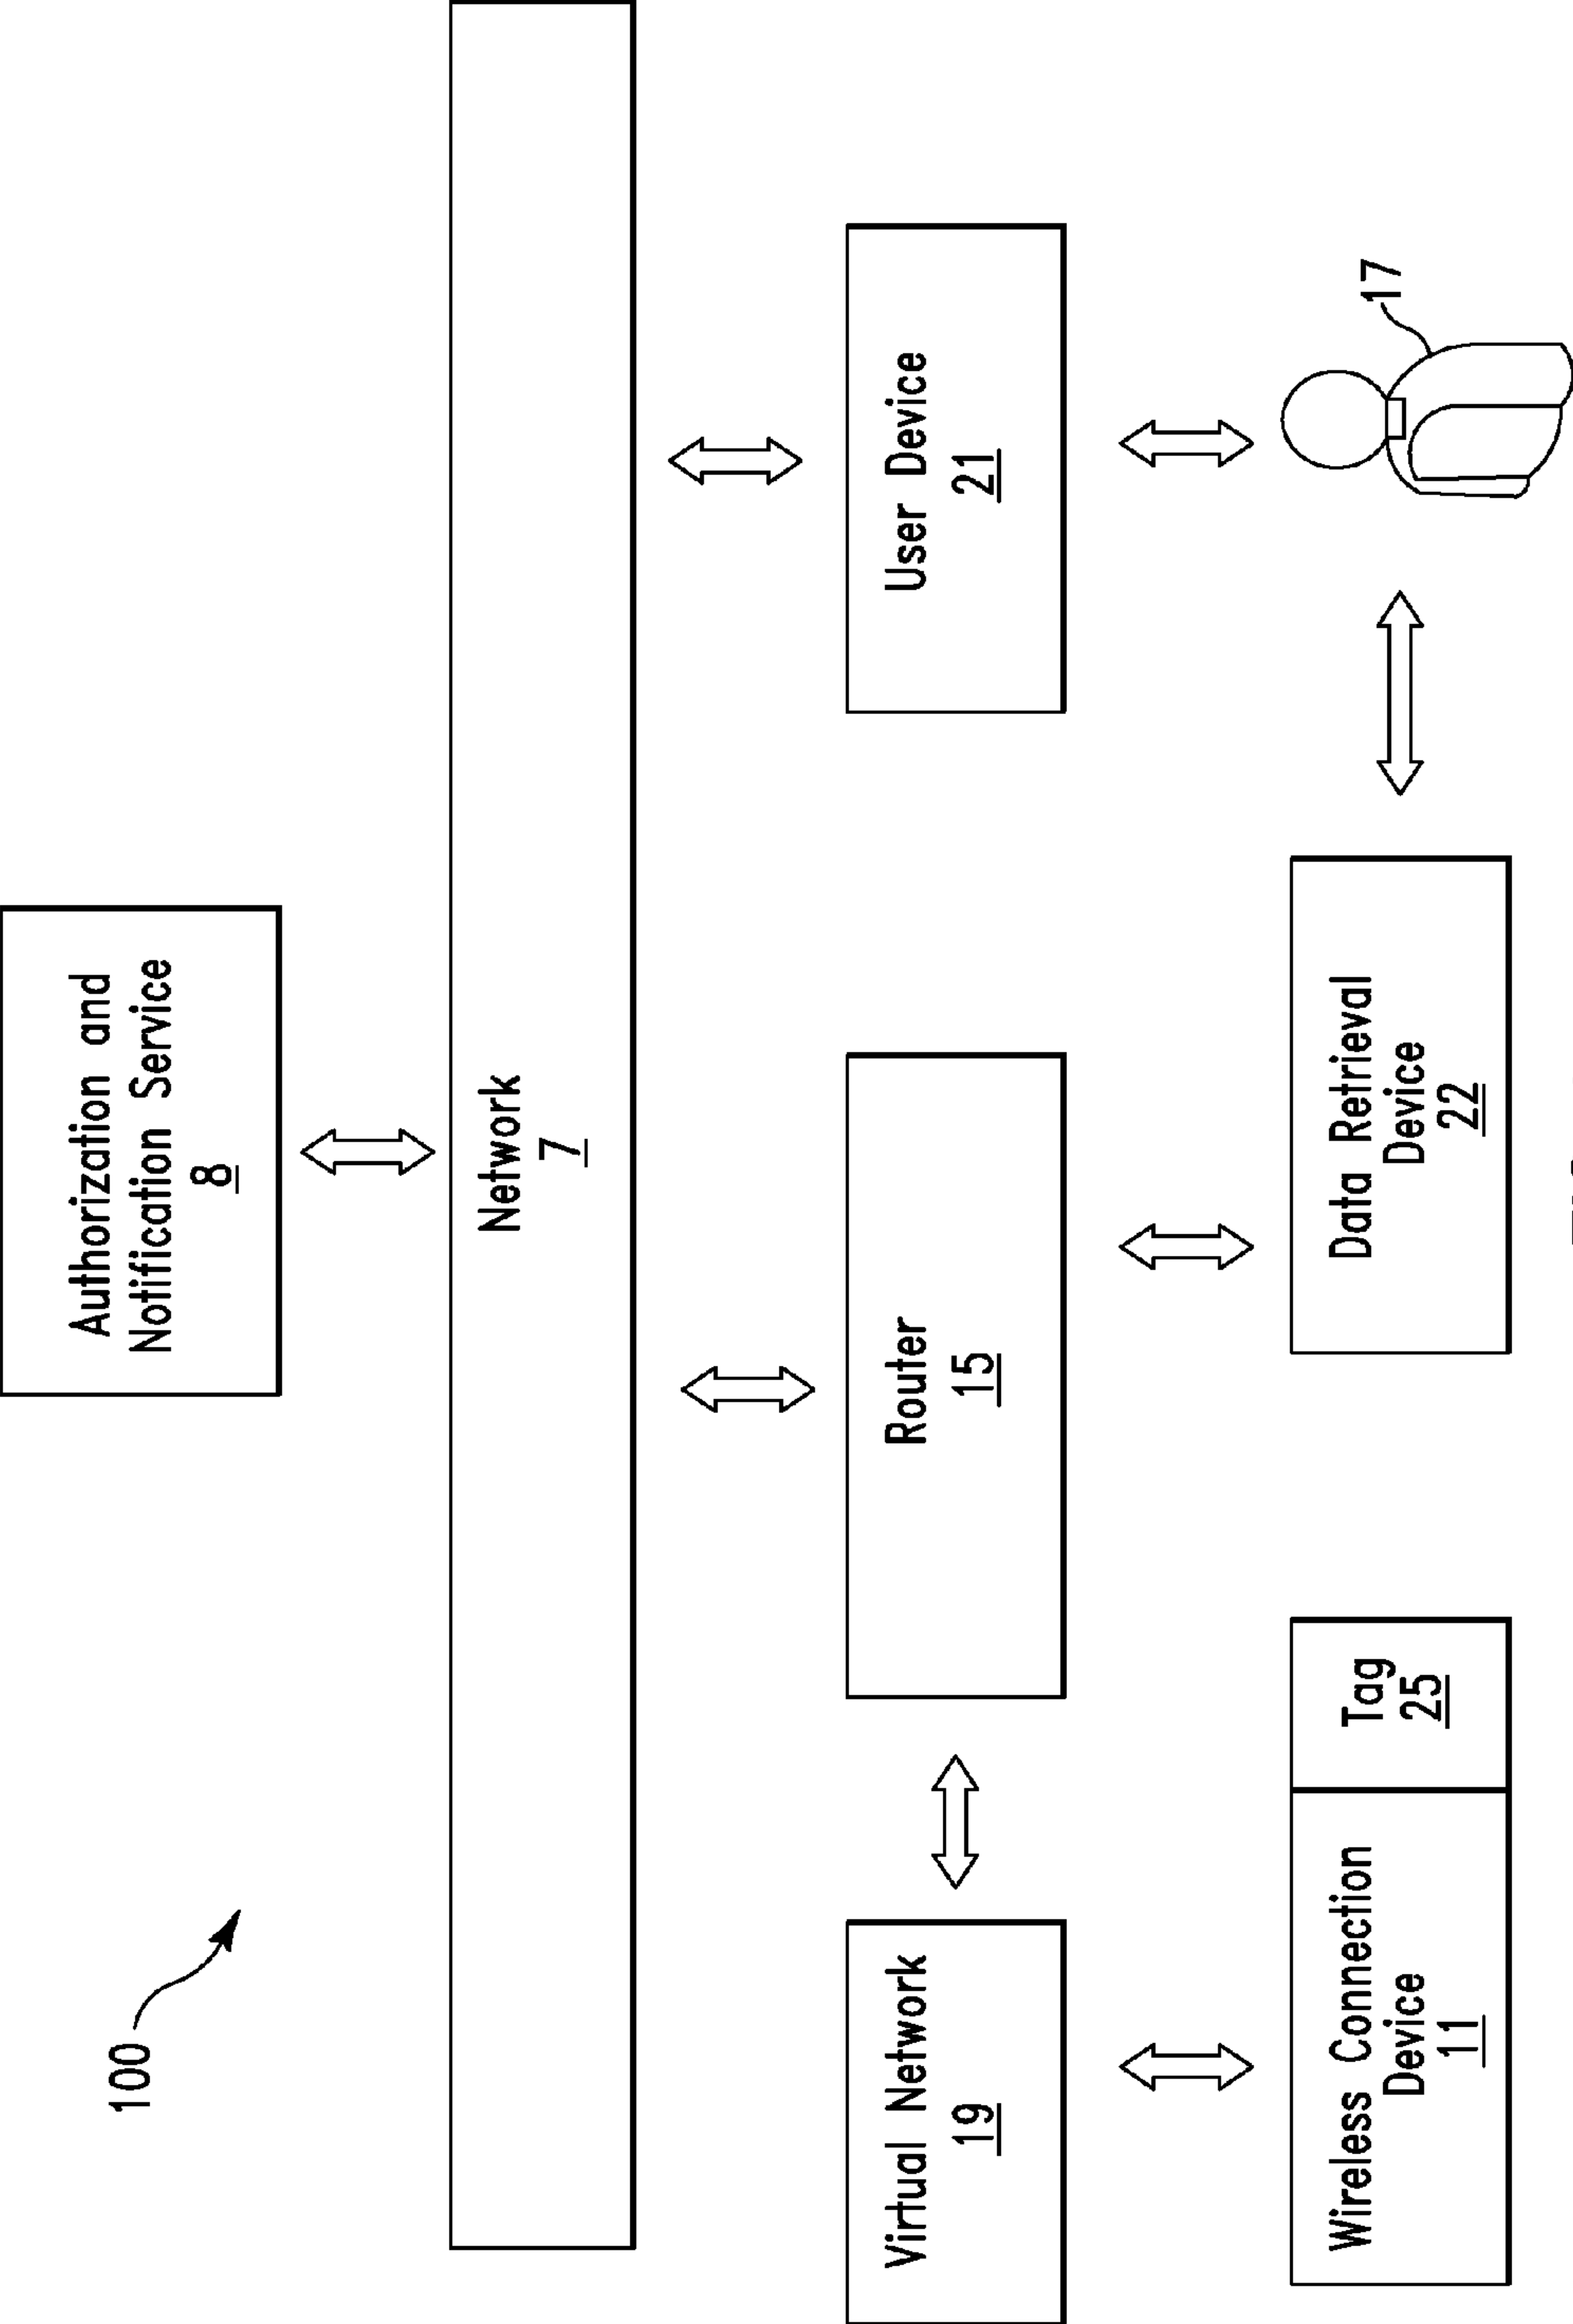 100
Authorization and
Notification Service
8
Network
7
Virtual Network
19
Router
15
User Device
21
Wireless Connection
Device
11
Tag
25
Data Retrieval
Device
22
17